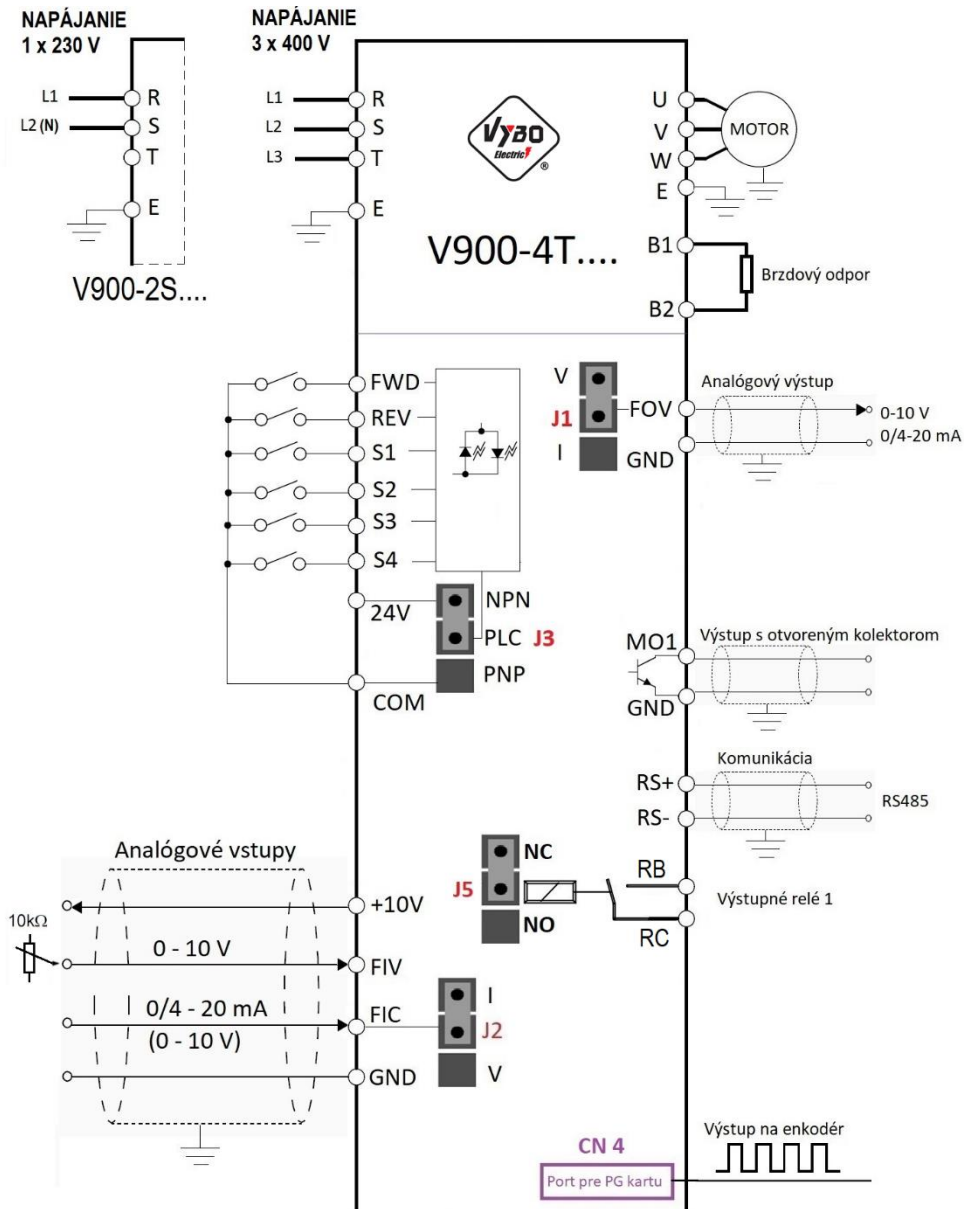 NAPÁJANIE
1 x 230 V
L1
R
L2 (N)
S
T
E
V900-2S....
NAPÁJANIE
3 x 400 V
L1
R
L2
S
L3
T
E
VYBO
Electric
®
V900-4T....
U
V
W
E
MOTOR
B1
B2
Brzdový odpor
FWD
REV
S1
S2
S3
S4
24V
NPN
PLC
J3
PNP
COM
V
J1
I
FOV
GND
Analógový výstup
0-10 V
0/4-20 mA
MO1
GND
Výstup s otvoreným kolektorom
Komunikácia
RS+
RS-
RS485
NC
J5
NO
RB
RC
Výstupné relé 1
Analógové vstupy
10kΩ
+10V
0 - 10 V
FIV
0/4 - 20 mA
(0 - 10 V)
FIC
GND
I
J2
V
CN 4
Port pre PG kartu
Výstup na enkodér